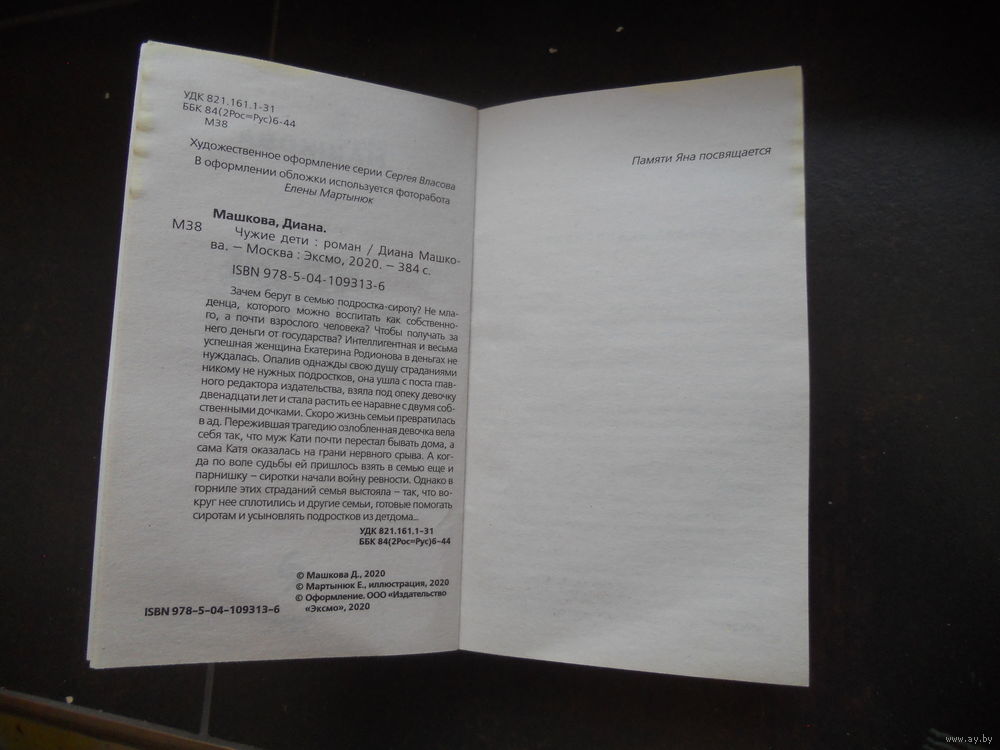 УДК 821.161.1-31
ББК 84(2Рос=Рус)6-44
М38
Художественное оформление серии Сергея Власова
В оформлении обложки используется фоторабота
Елены Мартынюк
Машкова, Диана.
М38 Чужие дети : роман / Диана Машко-
ва. – Москва : Эксмо, 2020. – 384 с.
ISBN 978-5-04-109313-6
Зачем берут в семью подростка-сироту? Не мла-
денца, которого можно воспитать как собственно-
го, а почти взрослого человека? Чтобы получать за
него деньги от государства? Интеллигентная и весьма
успешная женщина Екатерина Родионова в деньгах не
нуждалась. Опалив однажды свою душу страданиями
никому не нужных подростков, она ушла с поста глав-
ного редактора издательства, взяла под опеку девочку
двенадцати лет и стала растить ее наравне с двумя соб-
ственными дочками. Скоро жизнь семьи превратилась
в ад. Пережившая трагедию озлобленная девочка вела
себя так, что муж Кати почти перестал бывать дома, а
сама Катя оказалась на грани нервного срыва. А ког-
да по воле судьбы ей пришлось взять в семью еще и
парнишку – сиротки начали войну ревности. Однако в
горниле этих страданий семья выстояла – так, что во-
круг нее сплотились и другие семьи, готовые помогать
сиротам и усыновлять подростков из детдома...
УДК 821.161.1-31
ББК 84(2Рос=Рус)6-44
© Машкова Д., 2020
© Мартынюк Е., иллюстрация, 2020
© Оформление. ООО «Издательство
«Эксмо», 2020
ISBN 978-5-04-109313-6
Памяти Яна посвящается
www.ay.by